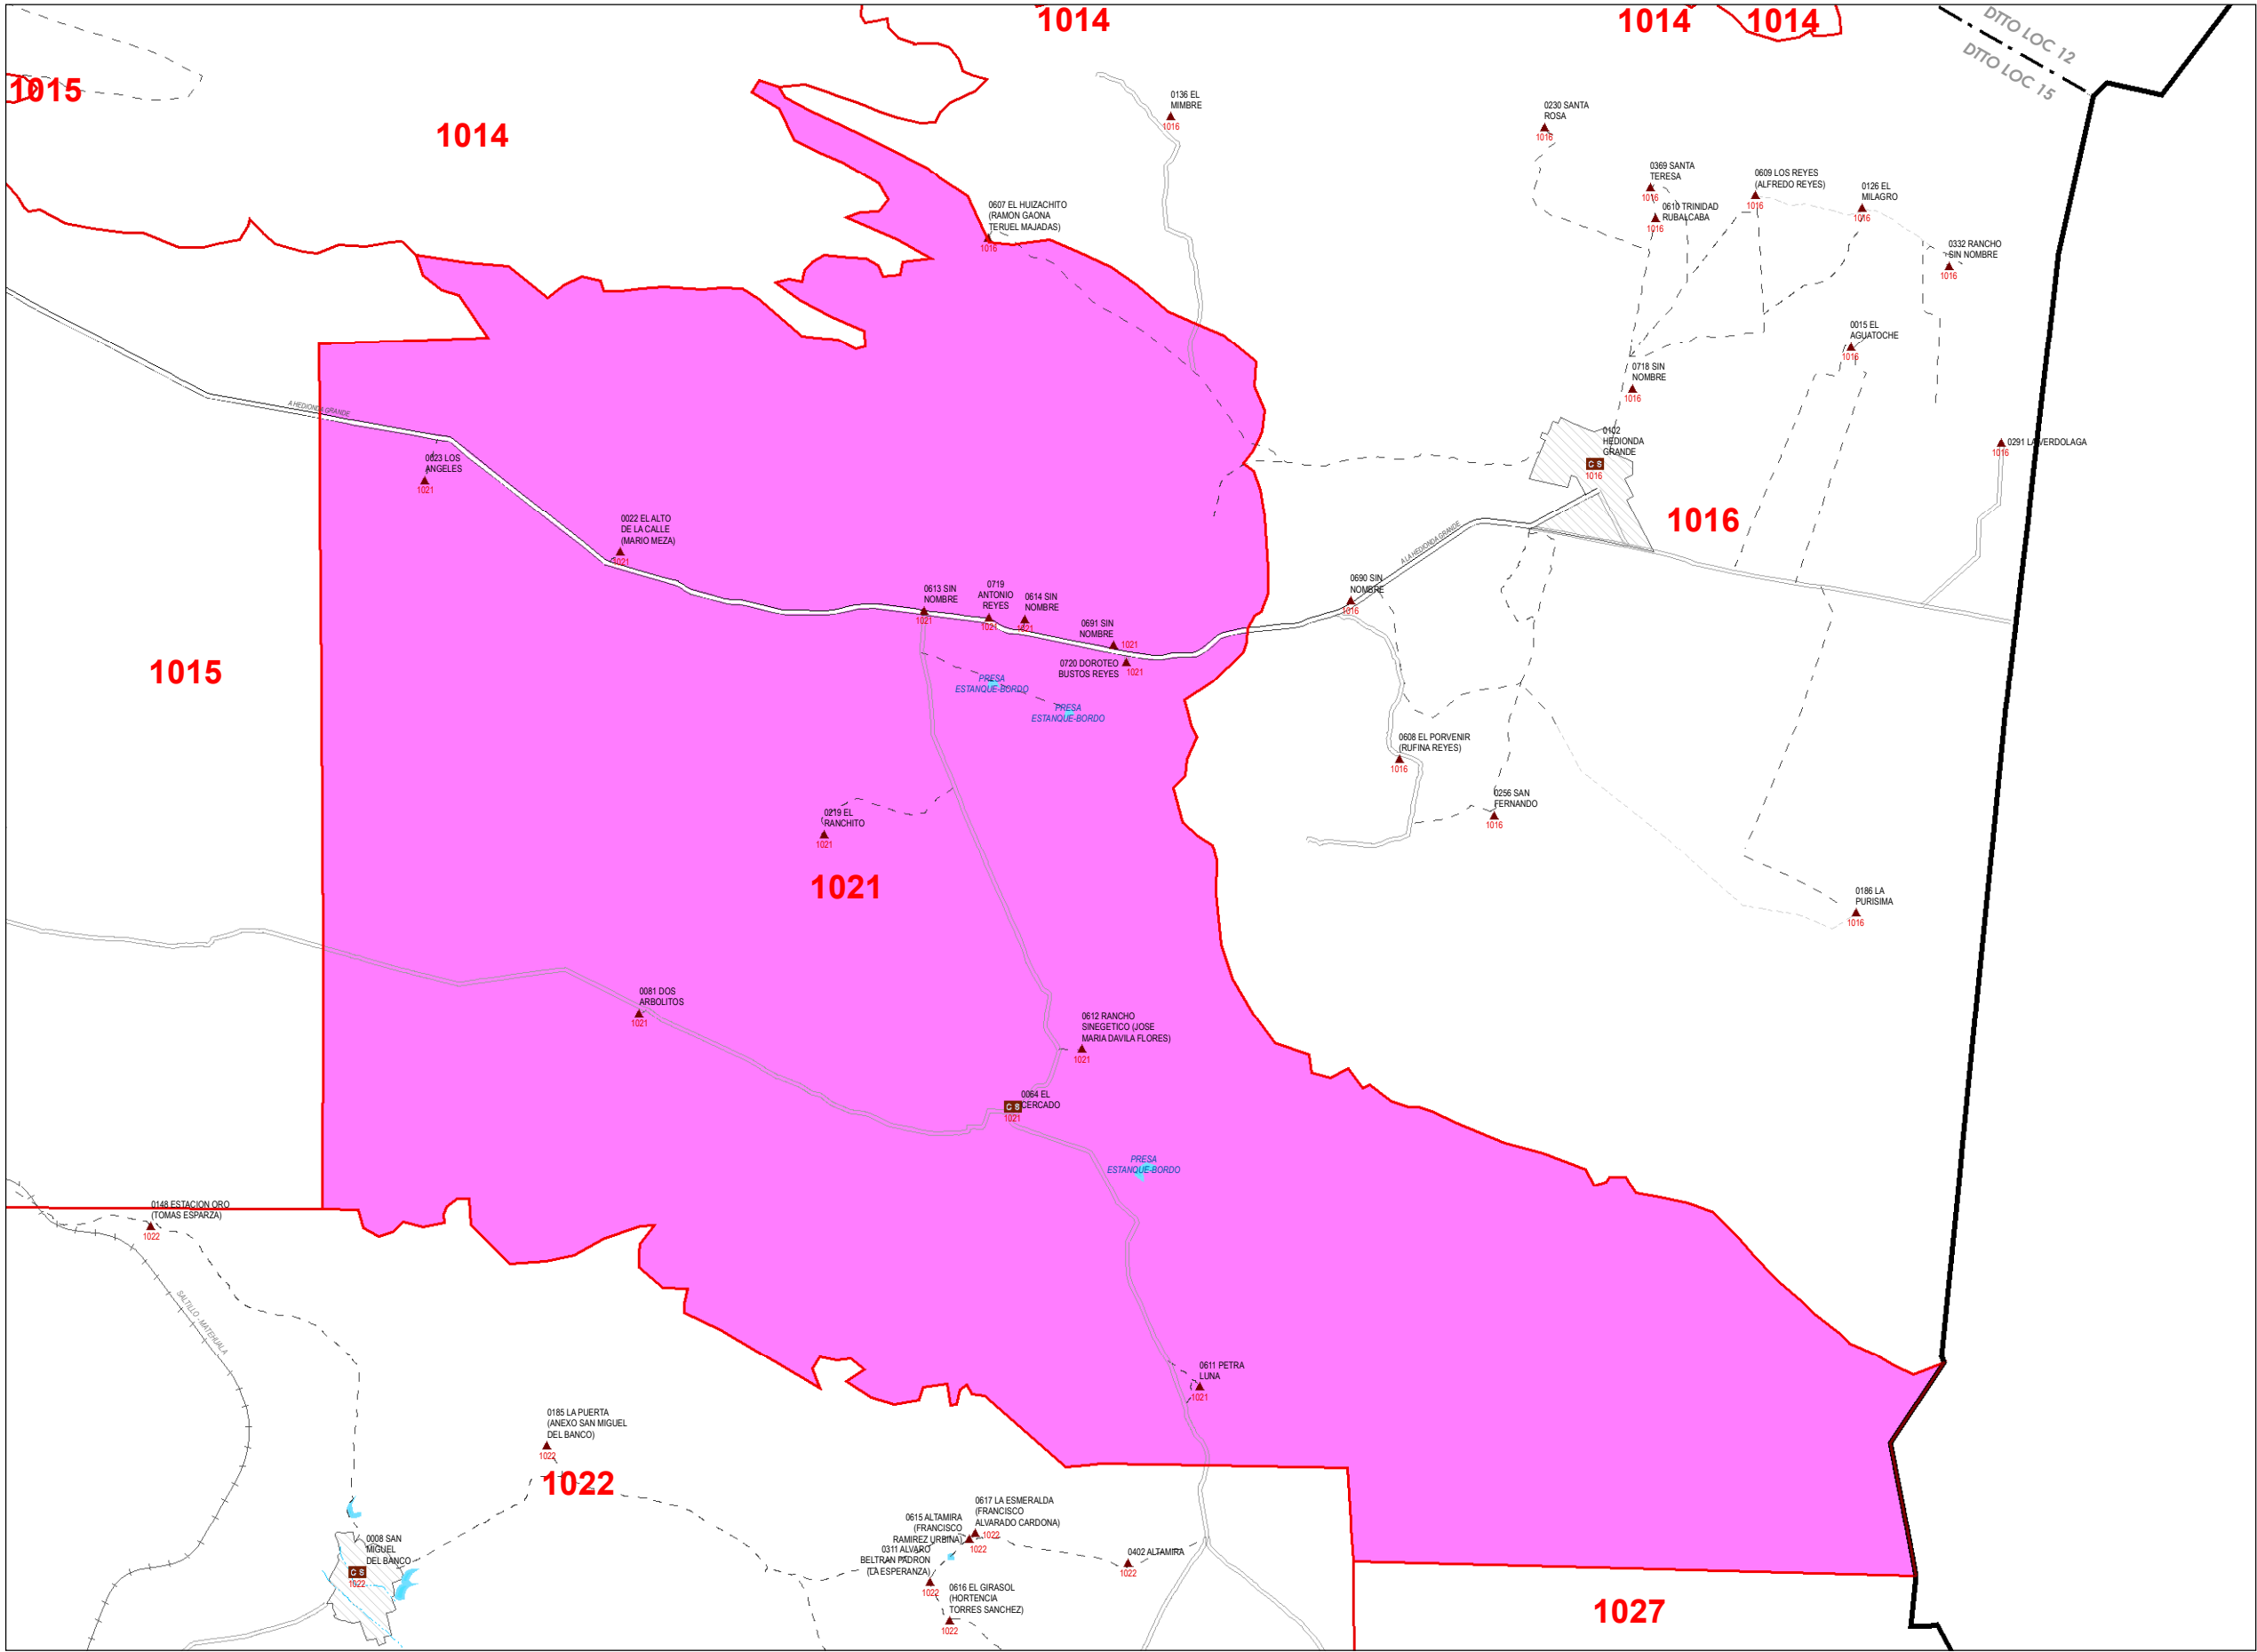 1014
1014
1014
DTTO LOC 12
DTTO LOC 15
1015
1014
0136 EL
MIMBRE
1016
0230 SANTA
ROSA
1016
0369 SANTA
TERESA
1016
0609 LOS REYES
(ALFREDO REYES)
1016
0126 EL
MILAGRO
1016
0610 TRINIDAD
RUBALCABA
1016
0607 EL HUIZACHITO
(RAMON GAONA
TERUEL MAJADAS)
1016
0332 RANCHO
SIN NOMBRE
1016
0015 EL
AGUATOCHE
1016
0718 SIN
NOMBRE
1016
A HEDIONDA GRANDE
0102
HEDIONDA
GRANDE
C S
1016
0291 LA VERDOLAGA
1016
0023 LOS
ANGELES
1021
0022 EL ALTO
DE LA CALLE
(MARIO MEZA)
1021
1016
A LA HEDIONDA GRANDE
0613 SIN
NOMBRE
1021
0719
ANTONIO
REYES
1021
0614 SIN
NOMBRE
1021
0690 SIN
NOMBRE
1016
0691 SIN
NOMBRE
1021
0720 DOROTEO
BUSTOS REYES
1021
1015
PRESA
ESTANQUE-BORDO
PRESA
ESTANQUE-BORDO
0608 EL PORVENIR
(RUFINA REYES)
1016
0256 SAN
FERNANDO
1016
0219 EL
RANCHITO
1021
1021
0186 LA
PURISIMA
1016
0081 DOS
ARBOLITOS
1021
0612 RANCHO
SINEGETICO (JOSE
MARIA DAVILA FLORES)
1021
0064 EL
CERCADO
C S
1021
PRESA
ESTANQUE-BORDO
0148 ESTACION ORO
(TOMAS ESPARZA)
1022
SALTILLO - MATEHUALA
0611 PETRA
LUNA
1021
0185 LA PUERTA
(ANEXO SAN MIGUEL
DEL BANCO)
1022
1022
0617 LA ESMERALDA
(FRANCISCO
ALVARADO CARDONA)
1022
0615 ALTAMIRA
(FRANCISCO
RAMIREZ URBINA)
1022
0311 ALVARO
BELTRAN PADRON
(LA ESPERANZA)
1022
0402 ALTAMIRA
1022
0008 SAN
MIGUEL
DEL BANCO
C S
1022
0616 EL GIRASOL
(HORTENCIA
TORRES SANCHEZ)
1022
1027